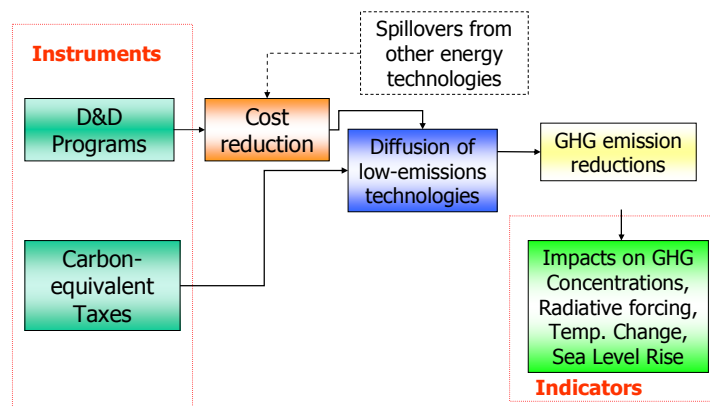 Instruments
Spillovers from
other energy
technologies
D&D
Programs
Cost
reduction
Diffusion of
low-emissions
technologies
GHG emission
reductions
Carbon-
equivalent
Taxes
Impacts on GHG
Concentrations,
Radiative forcing,
Temp. Change,
Sea Level Rise
Indicators